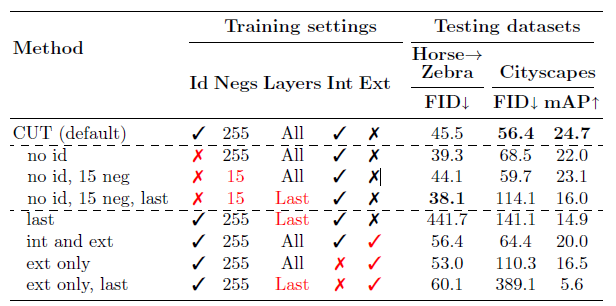 Training settings Testing datasets
Method
Horse→
Zebra Cityscapes
Id Negs Layers Int Ext
FID↓ FID↓ mAP↑
CUT (default) ✓ 255 All ✓ ✗ 45.5 56.4 24.7
no id ✗ 255 All ✓ ✗ 39.3 68.5 22.0
no id, 15 neg ✗ 15 All ✓ ✗ 44.1 59.7 23.1
no id, 15 neg, last ✗ 15 Last ✓ ✗ 38.1 114.1 16.0
last ✓ 255 Last ✓ ✗ 441.7 141.1 14.9
int and ext ✓ 255 All ✓ ✓ 56.4 64.4 20.0
ext only ✓ 255 All ✗ ✓ 53.0 110.3 16.5
ext only, last ✓ 255 Last ✗ ✓ 60.1 389.1 5.6